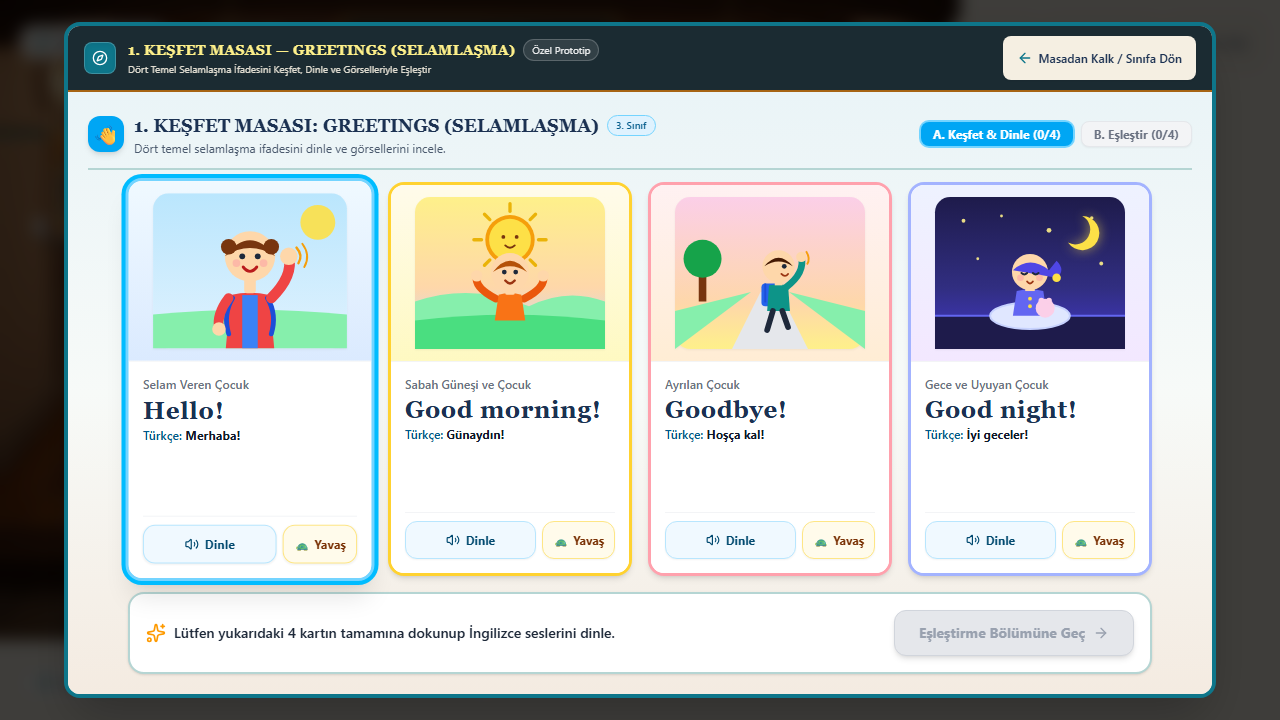 1. KEŞFET MASASI — GREETINGS (SELAMLAŞMA) Özel Prototip
Dört Temel Selamlaşma İfadesini Keşfet, Dinle ve Görselleriyle Eşleştir
Masadan Kalk / Sınıfa Dön
1. KEŞFET MASASI: GREETINGS (SELAMLAŞMA) 3. Sınıf
Dört temel selamlaşma ifadesini dinle ve görsellerini incele.
A. Keşfet & Dinle (0/4)
B. Eşleştir (0/4)
Selam Veren Çocuk
Hello!
Türkçe: Merhaba!
Dinle
Yavaş
Sabah Güneşi ve Çocuk
Good morning!
Türkçe: Günaydın!
Dinle
Yavaş
Ayrılan Çocuk
Goodbye!
Türkçe: Hoşça kal!
Dinle
Yavaş
Gece ve Uyuyan Çocuk
Good night!
Türkçe: İyi geceler!
Dinle
Yavaş
Lütfen yukarıdaki 4 kartın tamamına dokunup İngilizce seslerini dinle.
Eşleştirme Bölümüne Geç